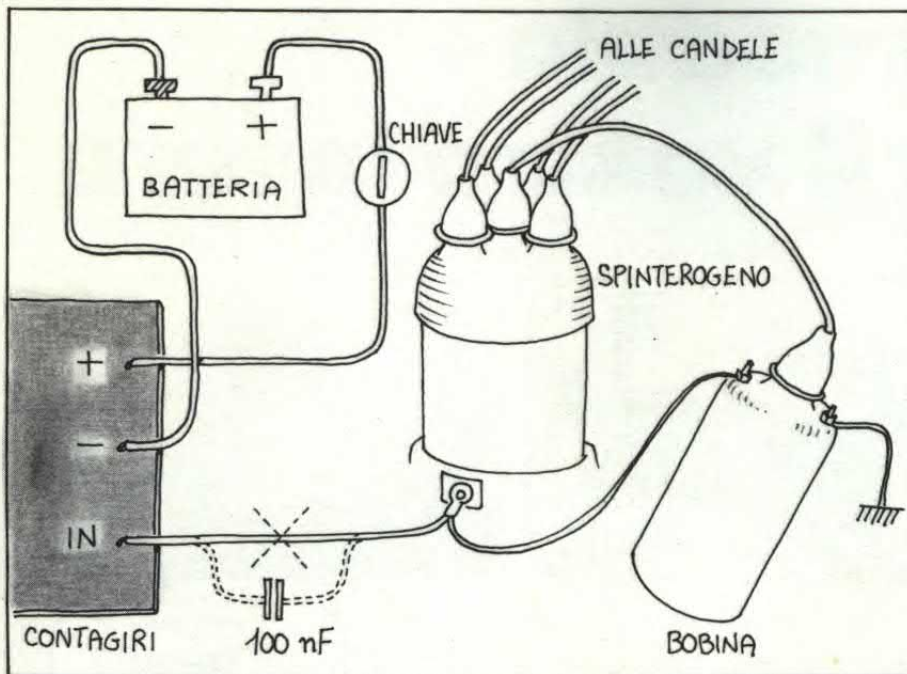 ALLE CANDELE
- +
BATTERIA
CHIAVE
SPINTEROGENO
+
-
IN
100 nF
CONTAGIRI
BOBINA